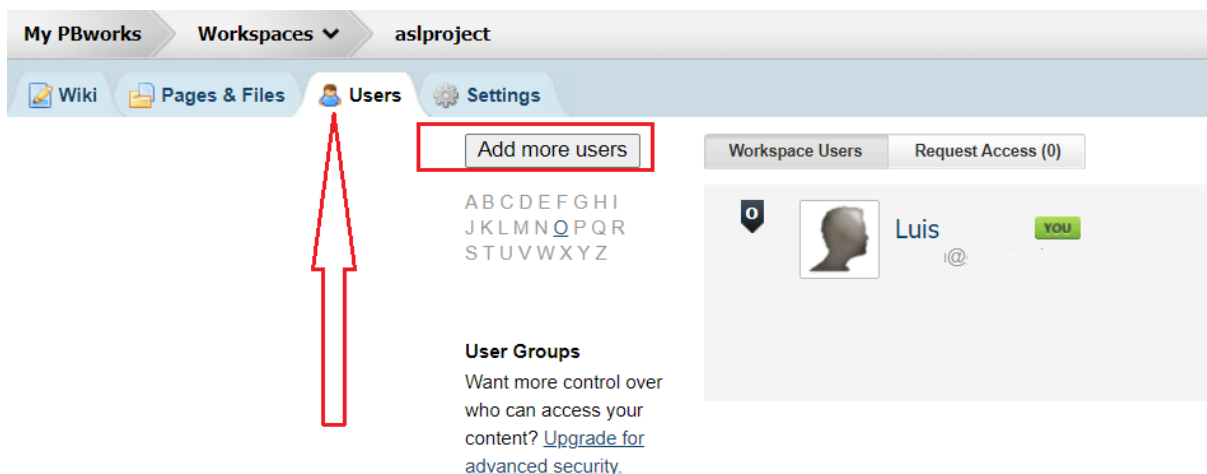 My PBworks Workspaces aslproject
Wiki Pages & Files Users Settings
Add more users
Workspace Users Request Access (0)
A B C D E F G H I
J K L M N O P Q R
S T U V W X Y Z
O
Luis YOU
@
User Groups
Want more control over
who can access your
content? Upgrade for
advanced security.